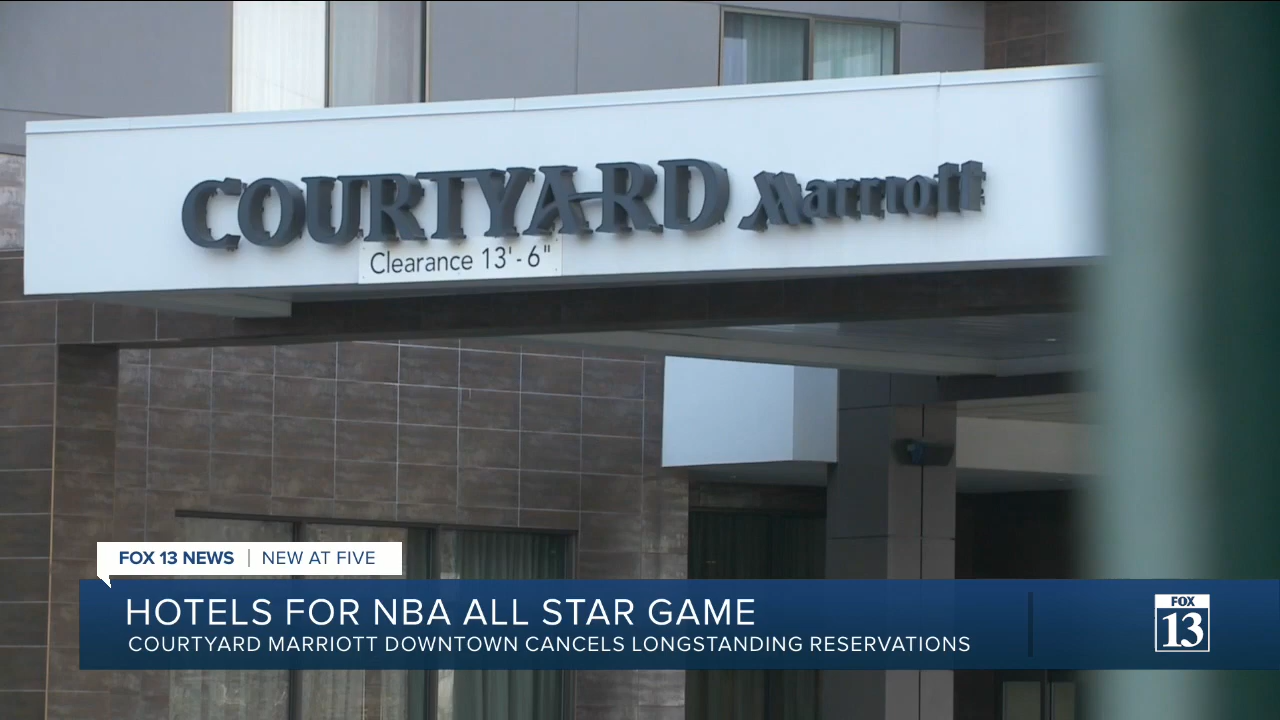 COURTYARD Marriott
Clearance 13'-6"
FOX 13 NEWS | NEW AT FIVE
HOTELS FOR NBA ALL STAR GAME
COURTYARD MARRIOTT DOWNTOWN CANCELS LONGSTANDING RESERVATIONS
FOX
13